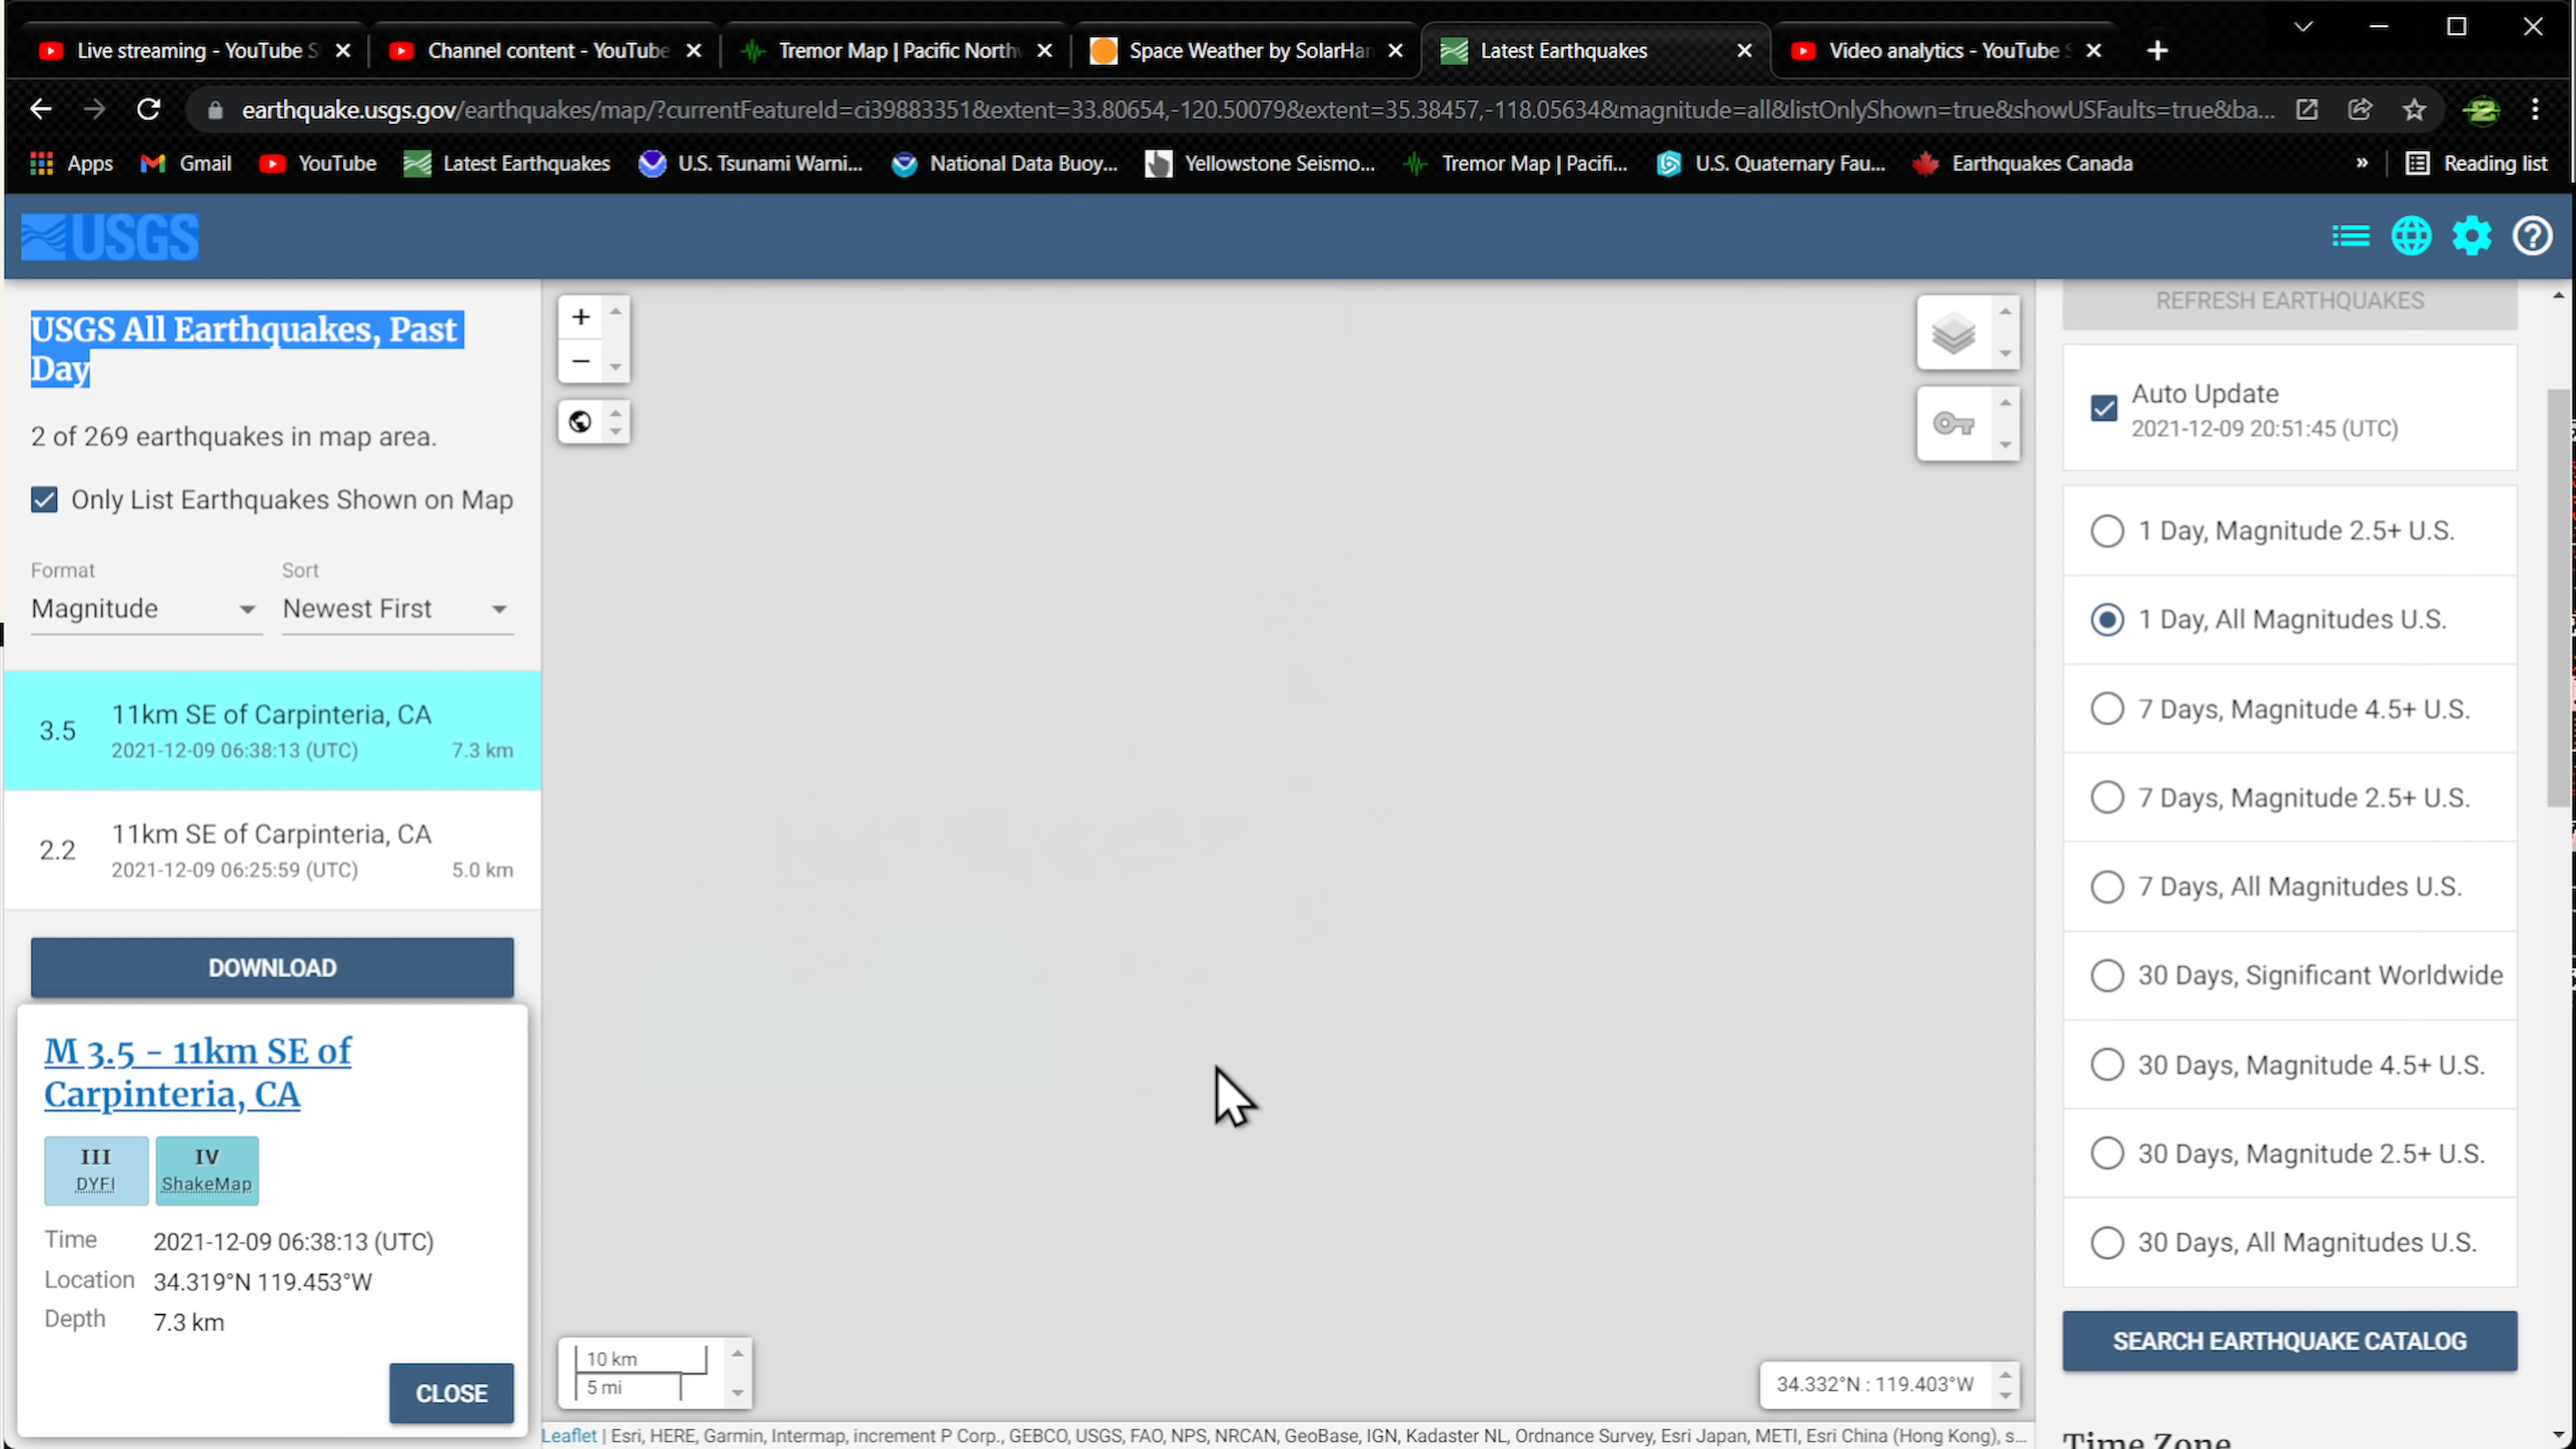 Live streaming - YouTube S
Channel content - YouTube
Tremor Map | Pacific Northw
Space Weather by SolarHam
Latest Earthquakes
Video analytics - YouTube S
earthquake.usgs.gov/earthquakes/map/?currentFeatureId=ci39883351&extent=33.80654,-120.50079&extent=35.38457,-118.05634&magnitude=all&listOnlyShown=true&showUSFaults=true&ba...
Apps
Gmail
YouTube
Latest Earthquakes
U.S. Tsunami Warni...
National Data Buoy...
Yellowstone Seismo...
Tremor Map | Pacifi...
U.S. Quaternary Fau...
Earthquakes Canada
»
Reading list
USGS
USGS All Earthquakes, Past
Day
2 of 269 earthquakes in map area.
Only List Earthquakes Shown on Map
Format
Sort
Magnitude
Newest First
3.5
11km SE of Carpinteria, CA
2021-12-09 06:38:13 (UTC)
7.3 km
2.2
11km SE of Carpinteria, CA
2021-12-09 06:25:59 (UTC)
5.0 km
DOWNLOAD
M 3.5 - 11km SE of
Carpinteria, CA
III
DYFI
IV
ShakeMap
Time 2021-12-09 06:38:13 (UTC)
Location 34.319°N 119.453°W
Depth 7.3 km
CLOSE
+
−
10 km
5 mi
34.332°N : 119.403°W
Leaflet | Esri, HERE, Garmin, Intermap, increment P Corp., GEBCO, USGS, FAO, NPS, NRCAN, GeoBase, IGN, Kadaster NL, Ordnance Survey, Esri Japan, METI, Esri China (Hong Kong), s...
REFRESH EARTHQUAKES
Auto Update
2021-12-09 20:51:45 (UTC)
1 Day, Magnitude 2.5+ U.S.
1 Day, All Magnitudes U.S.
7 Days, Magnitude 4.5+ U.S.
7 Days, Magnitude 2.5+ U.S.
7 Days, All Magnitudes U.S.
30 Days, Significant Worldwide
30 Days, Magnitude 4.5+ U.S.
30 Days, Magnitude 2.5+ U.S.
30 Days, All Magnitudes U.S.
SEARCH EARTHQUAKE CATALOG
Time Zone